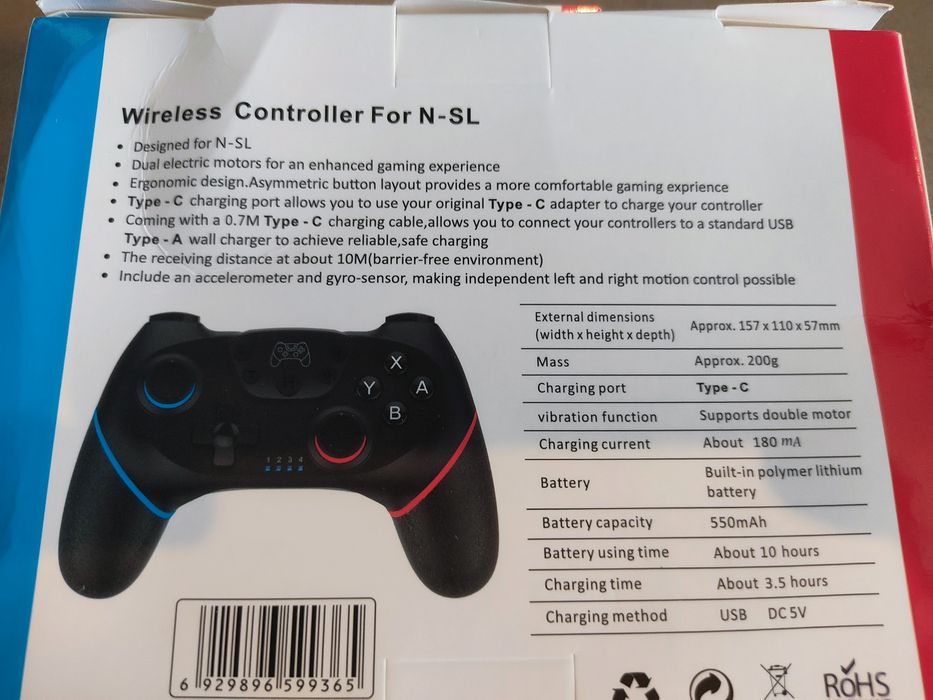 Wireless Controller For N-SL
• Designed for N-SL
• Dual electric motors for an enhanced gaming experience
• Ergonomic design.Asymmetric button layout provides a more comfortable gaming exprience
• Type - C charging port allows you to use your original Type - C adapter to charge your controller
• Coming with a 0.7M Type - C charging cable,allows you to connect your controllers to a standard USB
Type - A wall charger to achieve reliable,safe charging
• The receiving distance at about 10M(barrier-free environment)
• Include an accelerometer and gyro-sensor, making independent left and right motion control possible
X
Y A
B
1 2 3 4
External dimensions
(width x height x depth) Approx. 157 x 110 x 57mm
Mass Approx. 200g
Charging port Type - C
vibration function Supports double motor
Charging current About 180 mA
Battery Built-in polymer lithium
battery
Battery capacity 550mAh
Battery using time About 10 hours
Charging time About 3.5 hours
Charging method USB DC 5V
6 929896 599365
RoHS